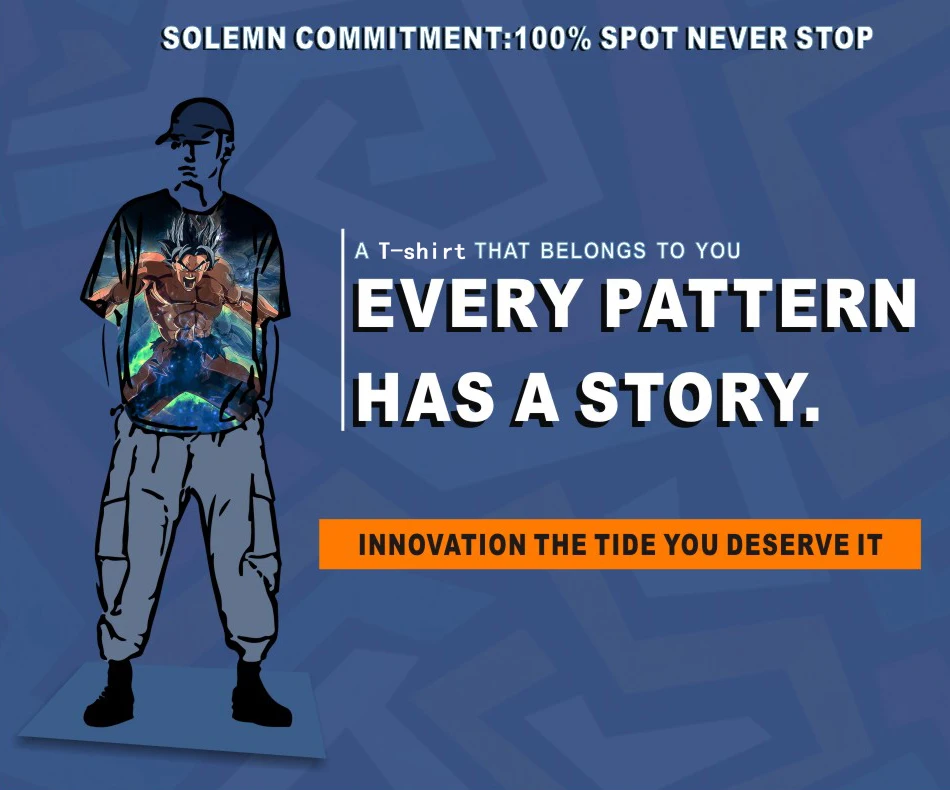 SOLEMN COMMITMENT:100% SPOT NEVER STOP
A T-shirt THAT BELONGS TO YOU
EVERY PATTERN
HAS A STORY.
INNOVATION THE TIDE YOU DESERVE IT